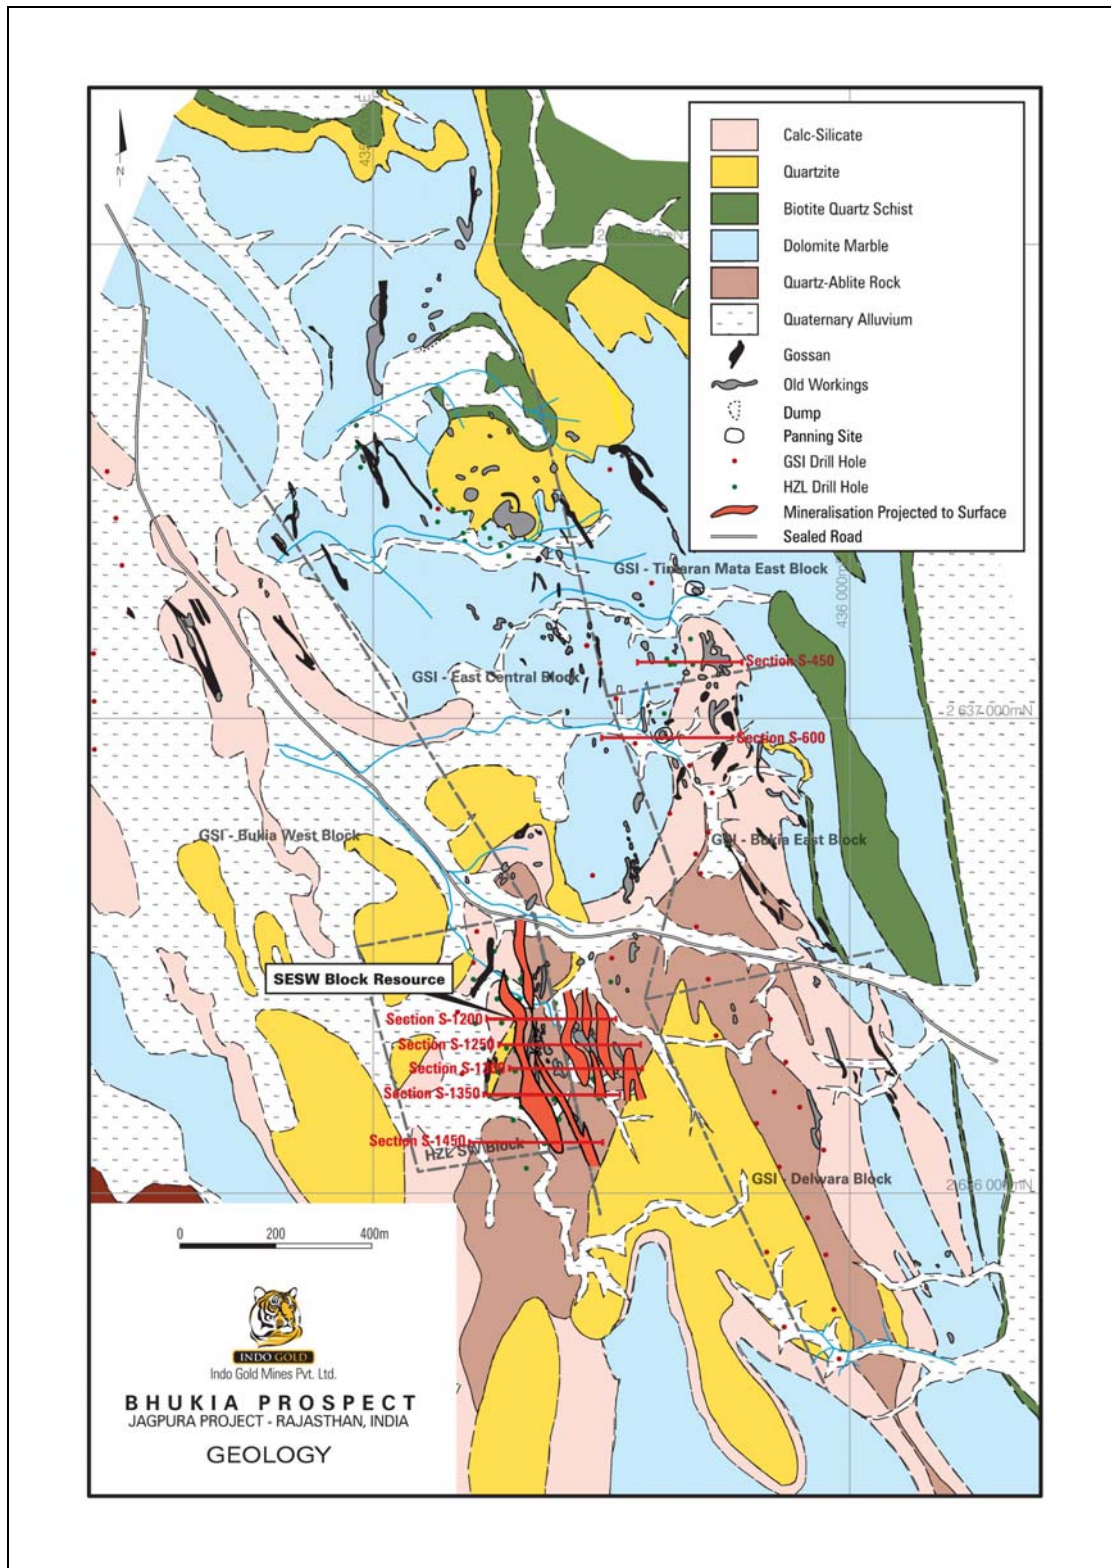 Calc-Silicate
Quartzite
Biotite Quartz Schist
Dolomite Marble
Quartz-Ablite Rock
Quaternary Alluvium
Gossan
Old Workings
Dump
Panning Site
GSI Drill Hole
HZL Drill Hole
Mineralisation Projected to Surface
Sealed Road
N
GSI - Timaran Mata East Block
436 000mE
Section S-450
GSI - East Central Block
2 637 000mN
Section S-600
GSI - Bukia West Block
GSI - Bukia East Block
SESW Block Resource
Section S-1200
Section S-1250
Section S-1350
Section S-1450
HZL SW Block
GSI - Delwara Block
2 636 000mN
0 200 400m
INDO GOLD
Indo Gold Mines Pvt. Ltd.
BHUKIA PROSPECT
JAGPURA PROJECT - RAJASTHAN, INDIA
GEOLOGY